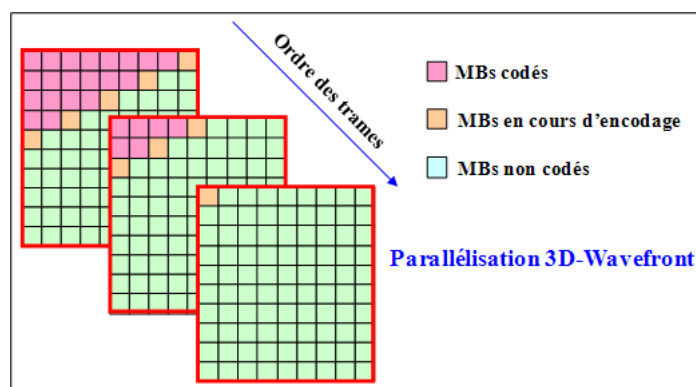 Ordre des trames
MBs codés
MBs en cours d'encodage
MBs non codés
Parallélisation 3D-Wavefront